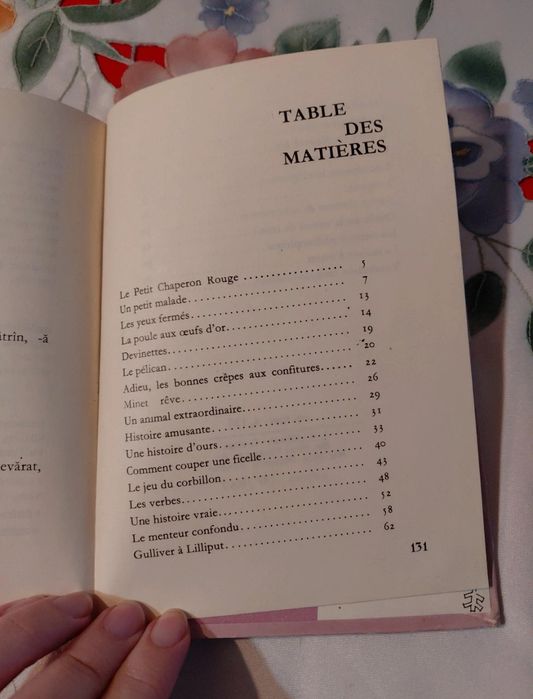 ătrîn, -ă
evărat,
TABLE
DES
MATIÈRES
Le Petit Chaperon Rouge .................. 5
Un petit malade........................... 7
Les yeux fermés........................... 13
La poule aux œufs d'or.................... 14
Devinettes................................ 19
Le pélican................................ 20
Adieu, les bonnes crêpes aux confitures...... 22
Minet rêve................................ 26
Un animal extraordinaire.................. 29
Histoire amusante......................... 31
Une histoire d'ours....................... 33
Comment couper une ficelle................ 40
Le jeu du corbillon....................... 43
Les verbes................................ 48
Une histoire vraie........................ 52
Le menteur confondu....................... 58
Gulliver à Lilliput....................... 62
131